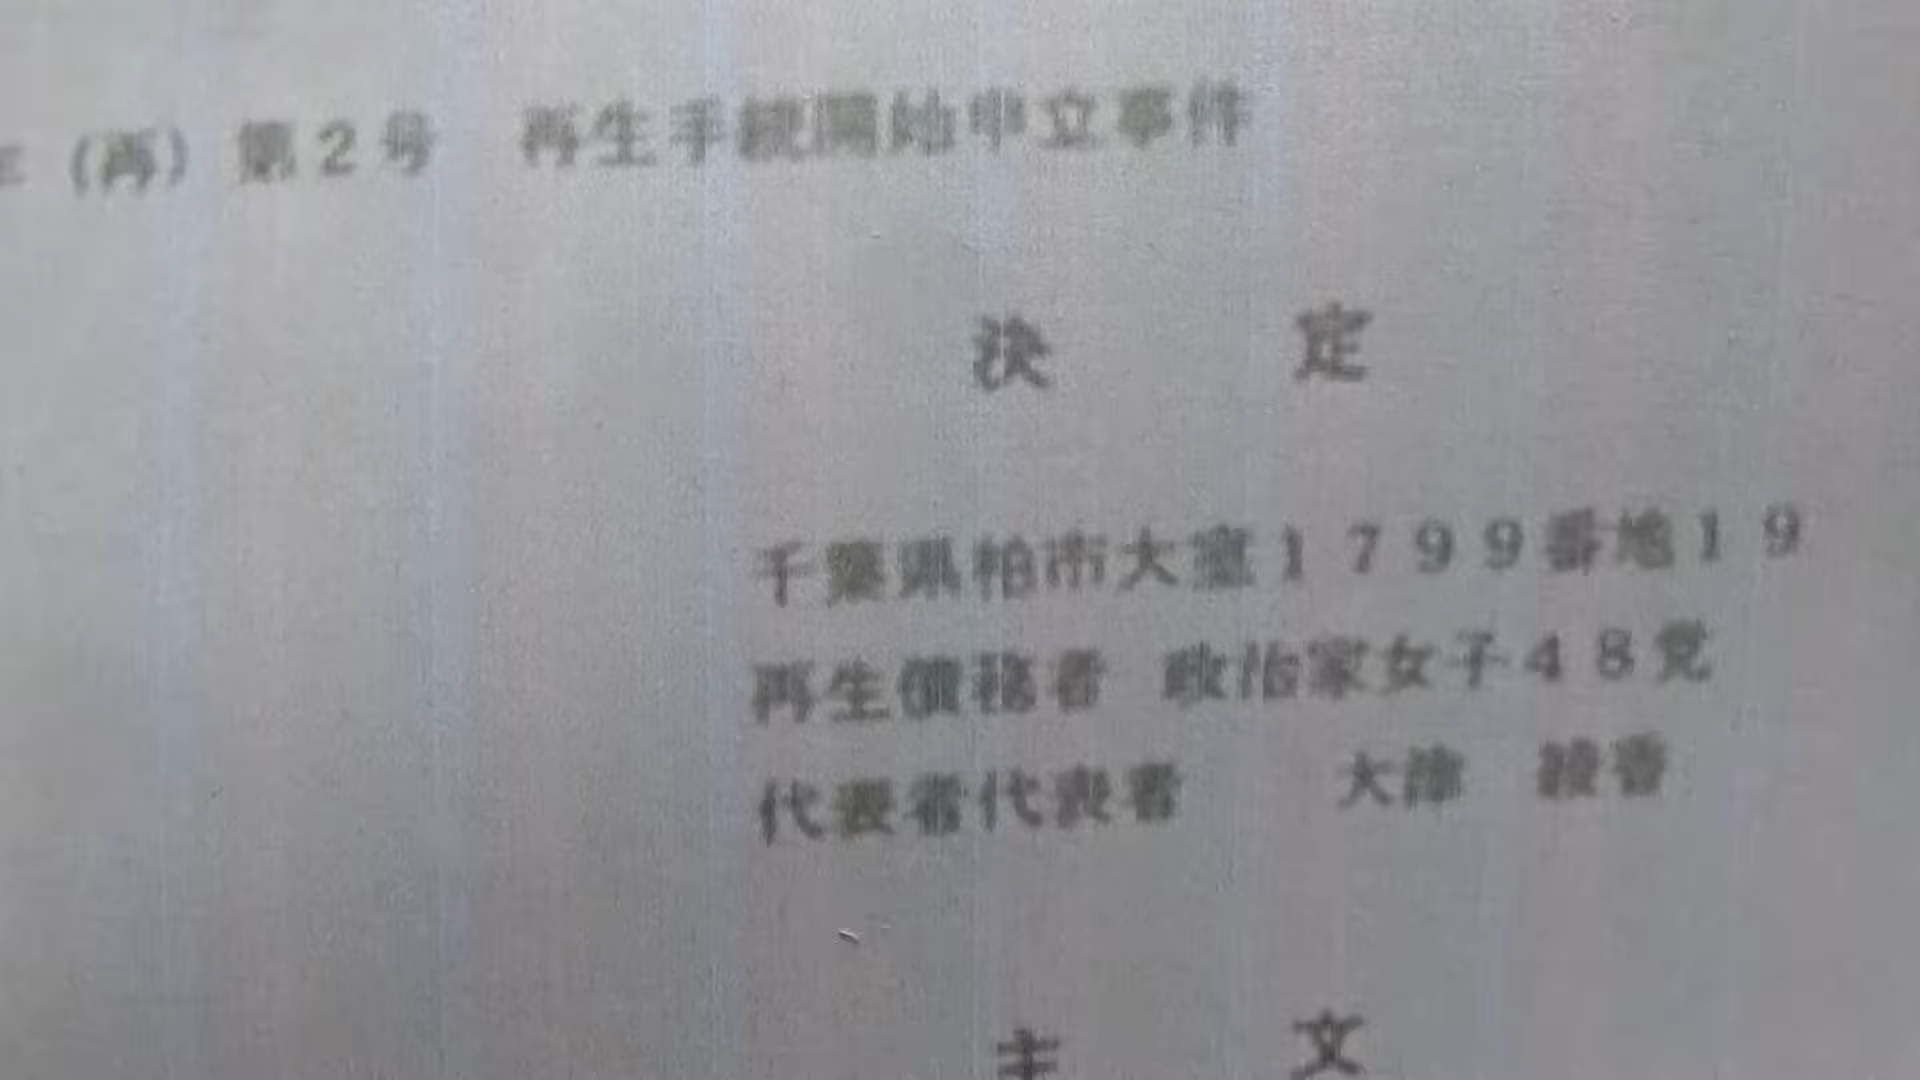 年（再）第２号　再生手続開始申立事件
決　定
千葉県柏市大室１７９９番地１９
再生債務者　政治家女子４８党
代表者代表者　大津　綾香
主　文